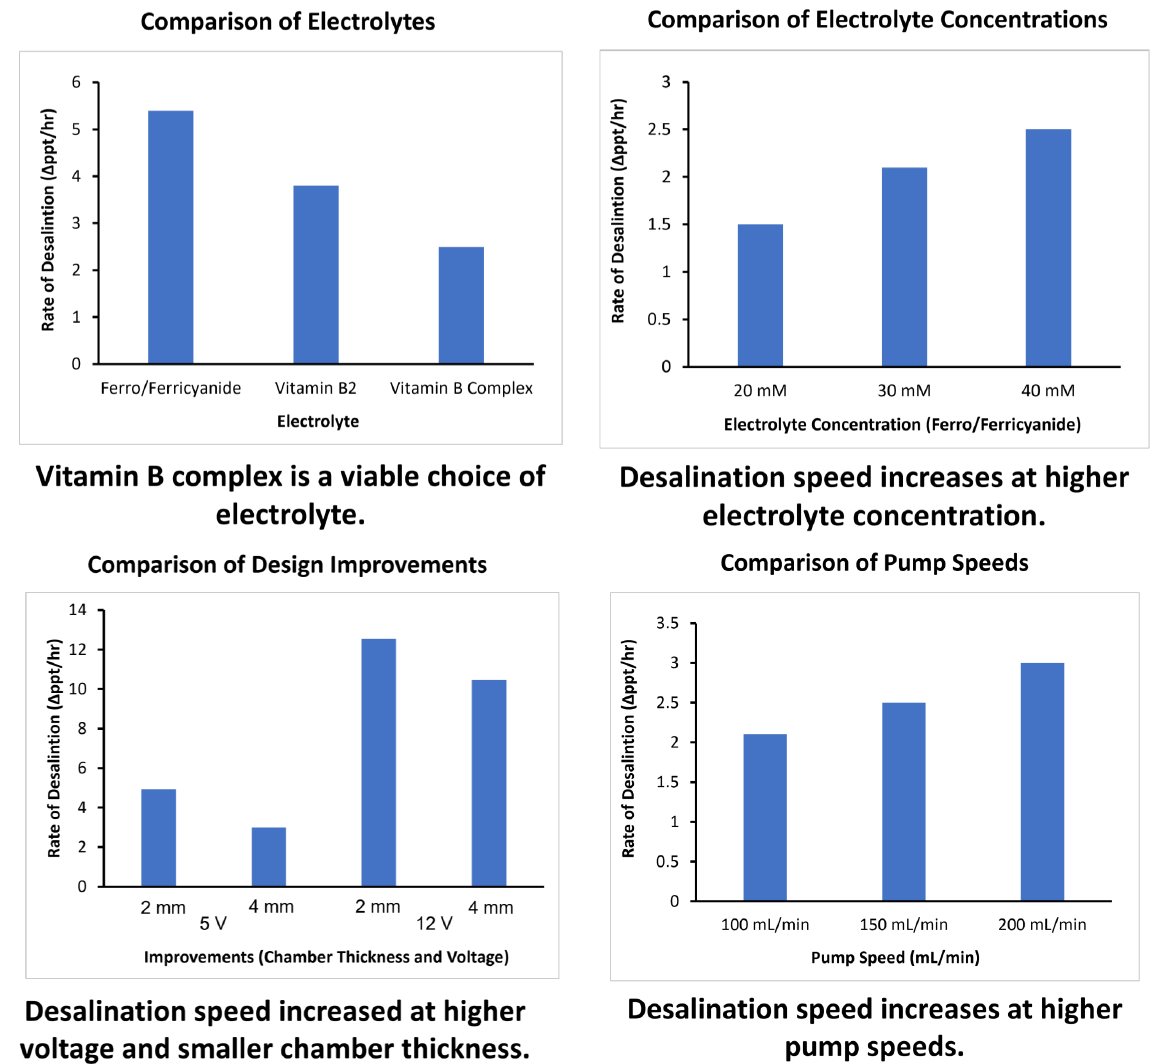 Comparison of Electrolytes
Rate of Desalintion (Δppt/hr)
6
5
4
3
2
1
0
Ferro/Ferricyanide Vitamin B2 Vitamin B Complex
Electrolyte
Vitamin B complex is a viable choice of
electrolyte.
Comparison of Electrolyte Concentrations
Rate of Desalintion (Δppt/hr)
3
2.5
2
1.5
1
0.5
0
20 mM 30 mM 40 mM
Electrolyte Concentration (Ferro/Ferricyanide)
Desalination speed increases at higher
electrolyte concentration.
Comparison of Design Improvements
Rate of Desalintion (Δppt/hr)
14
12
10
8
6
4
2
0
2 mm 4 mm 2 mm 4 mm
5 V 12 V
Improvements (Chamber Thickness and Voltage)
Desalination speed increased at higher
voltage and smaller chamber thickness.
Comparison of Pump Speeds
Rate of Desalintion (Δppt/hr)
3.5
3
2.5
2
1.5
1
0.5
0
100 mL/min 150 mL/min 200 mL/min
Pump Speed (mL/min)
Desalination speed increases at higher
pump speeds.